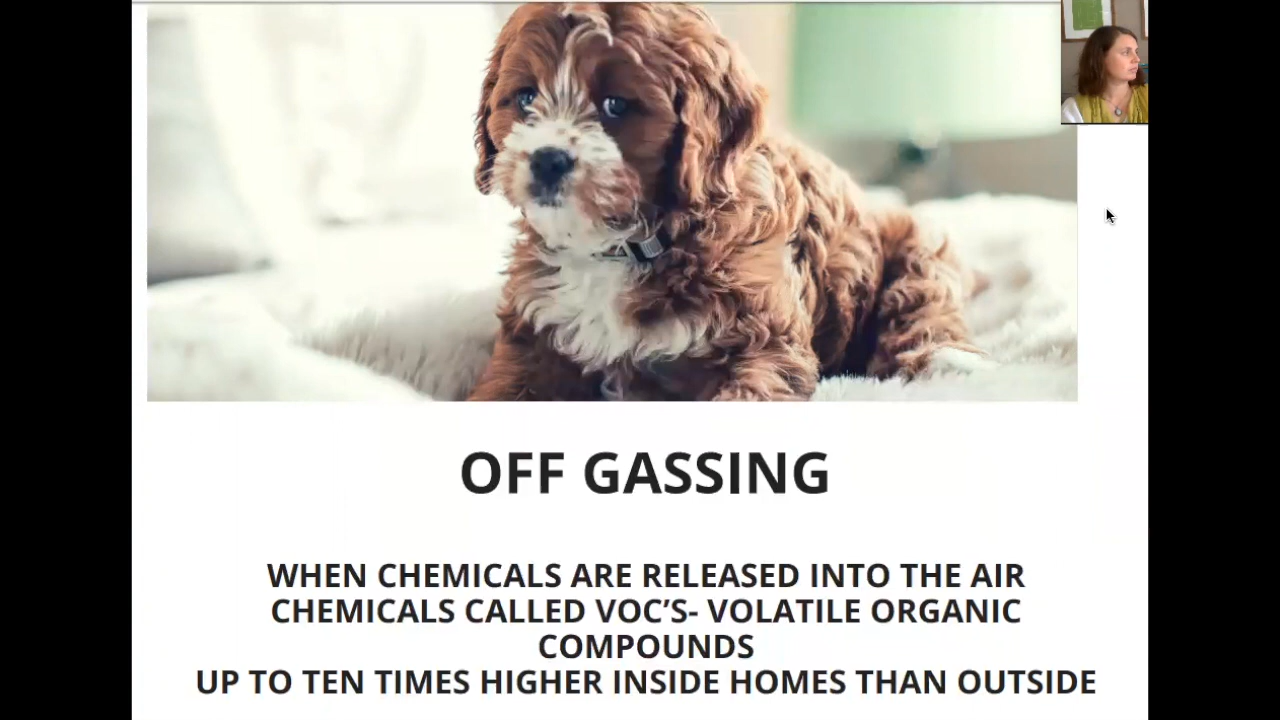 OFF GASSING
WHEN CHEMICALS ARE RELEASED INTO THE AIR
CHEMICALS CALLED VOC’S- VOLATILE ORGANIC
COMPOUNDS
UP TO TEN TIMES HIGHER INSIDE HOMES THAN OUTSIDE